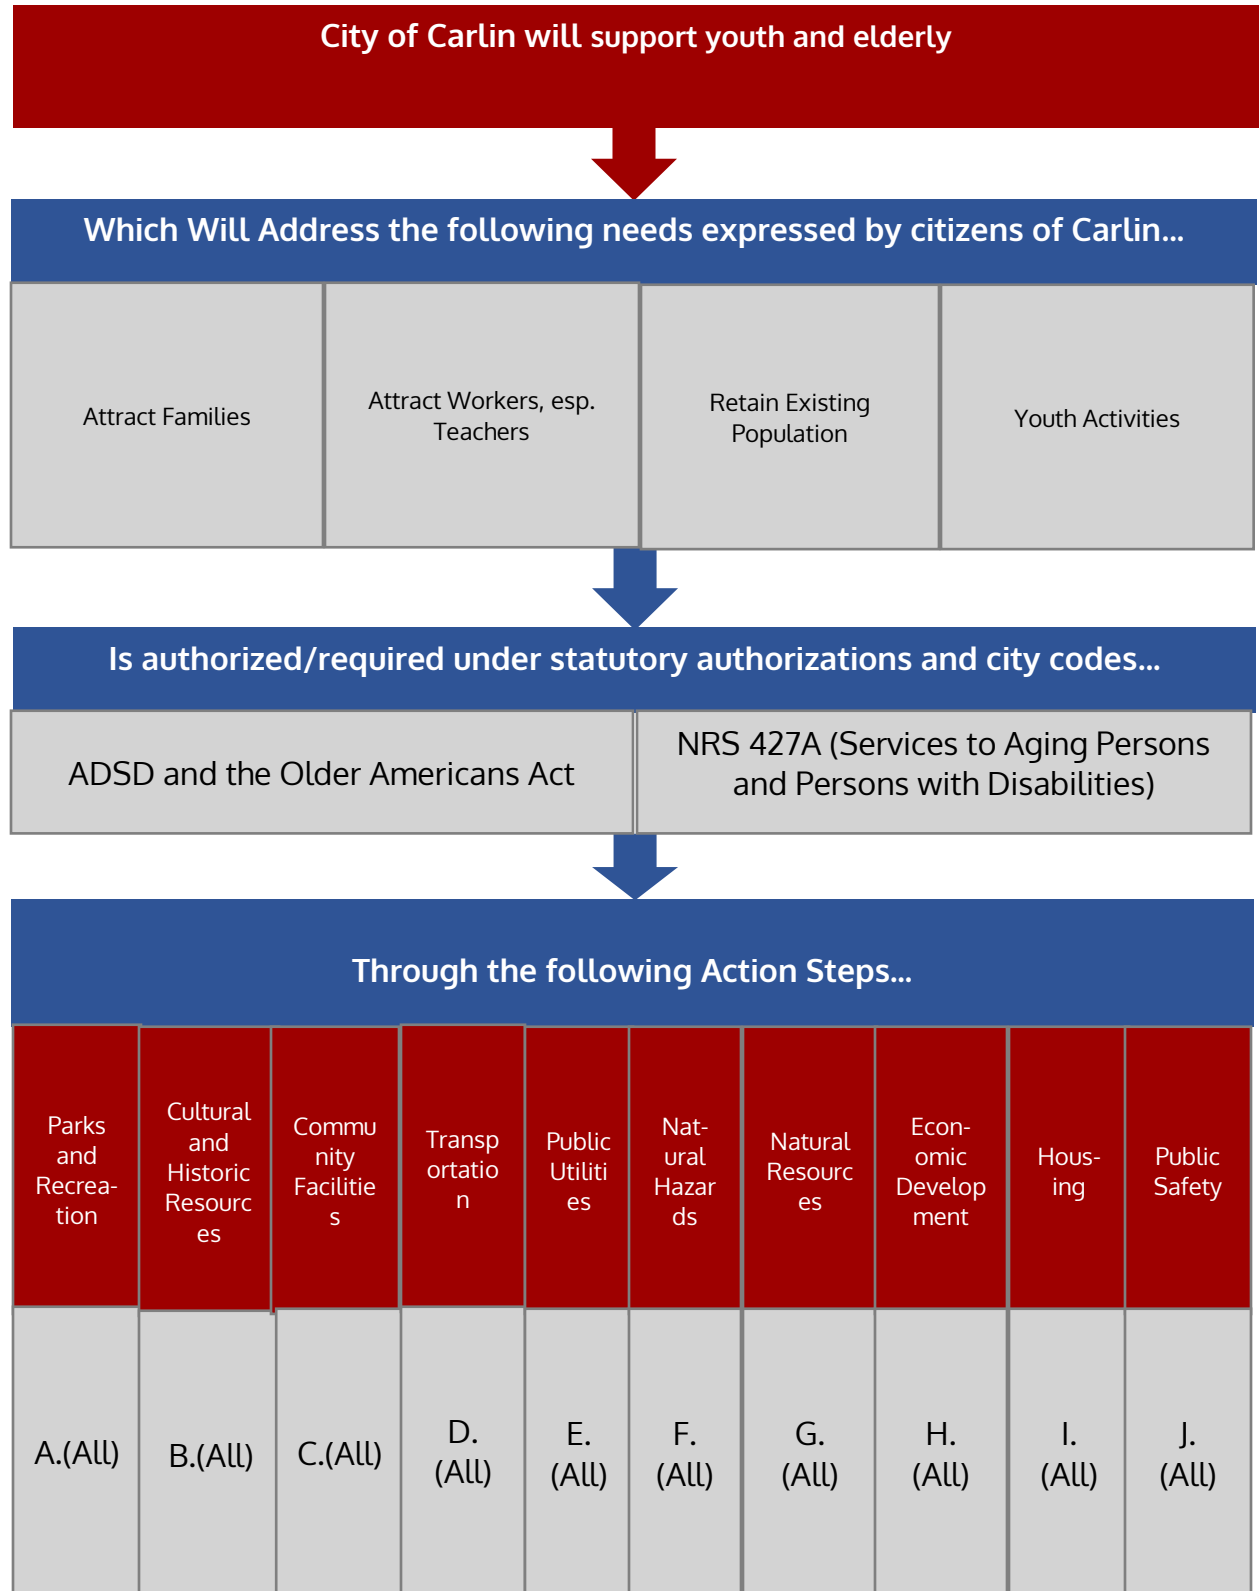 City of Carlin will support youth and elderly
Which Will Address the following needs expressed by citizens of Carlin...
Attract Families
Attract Workers, esp.
Teachers
Retain Existing
Population
Youth Activities
Is authorized/required under statutory authorizations and city codes...
ADSD and the Older Americans Act
NRS 427A (Services to Aging Persons
and Persons with Disabilities)
Through the following Action Steps...
Parks
and
Recrea-
tion
Cultural
and
Historic
Resourc
es
Commu
nity
Facilitie
s
Transp
ortatio
n
Public
Utiliti
es
Nat-
ural
Hazar
ds
Natural
Resourc
es
Econ-
omic
Develop
ment
Hous-
ing
Public
Safety
A.(All)
B.(All)
C.(All)
D.
(All)
E.
(All)
F.
(All)
G.
(All)
H.
(All)
I.
(All)
J.
(All)